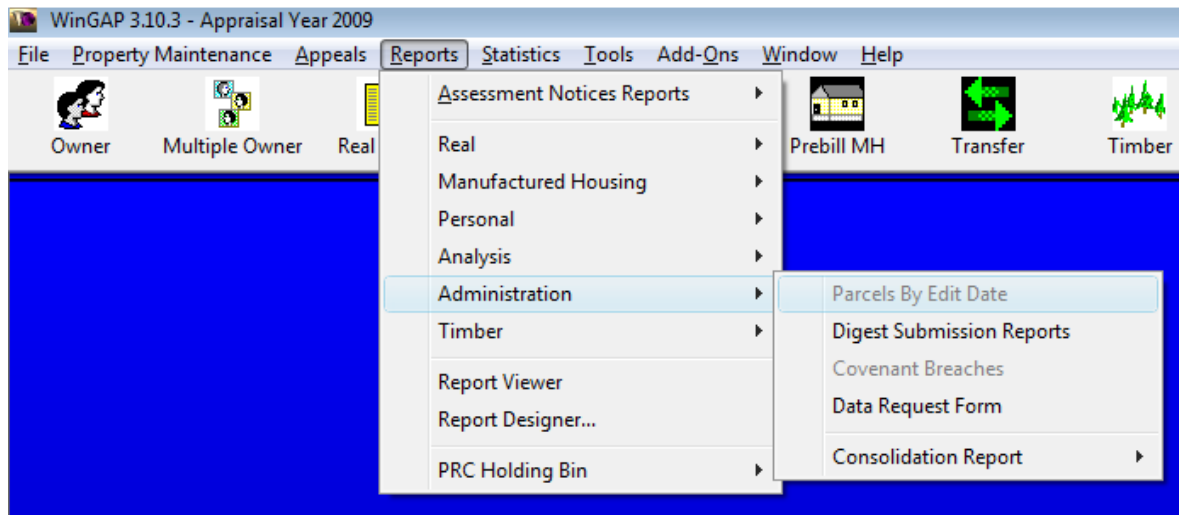 WinGAP 3.10.3 - Appraisal Year 2009
File Property Maintenance Appeals Reports Statistics Tools Add-Ons Window Help
Owner Multiple Owner Real Prebill MH Transfer Timber
Assessment Notices Reports
Real
Manufactured Housing
Personal
Analysis
Administration
Timber
Report Viewer
Report Designer...
PRC Holding Bin
Parcels By Edit Date
Digest Submission Reports
Covenant Breaches
Data Request Form
Consolidation Report